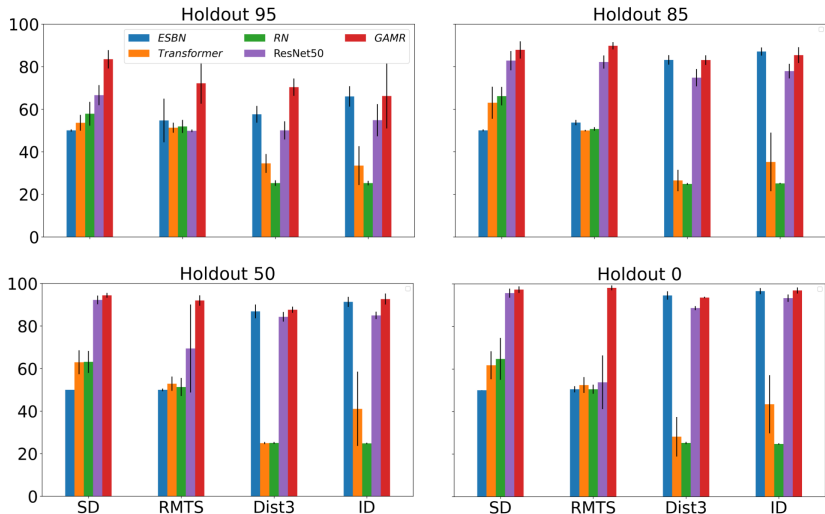 Holdout 95
Holdout 85
100
80
60
40
20
0
ESBN
RN
GAMR
Transformer
ResNet50
Holdout 50
Holdout 0
100
80
60
40
20
0
SD RMTS Dist3 ID
SD RMTS Dist3 ID